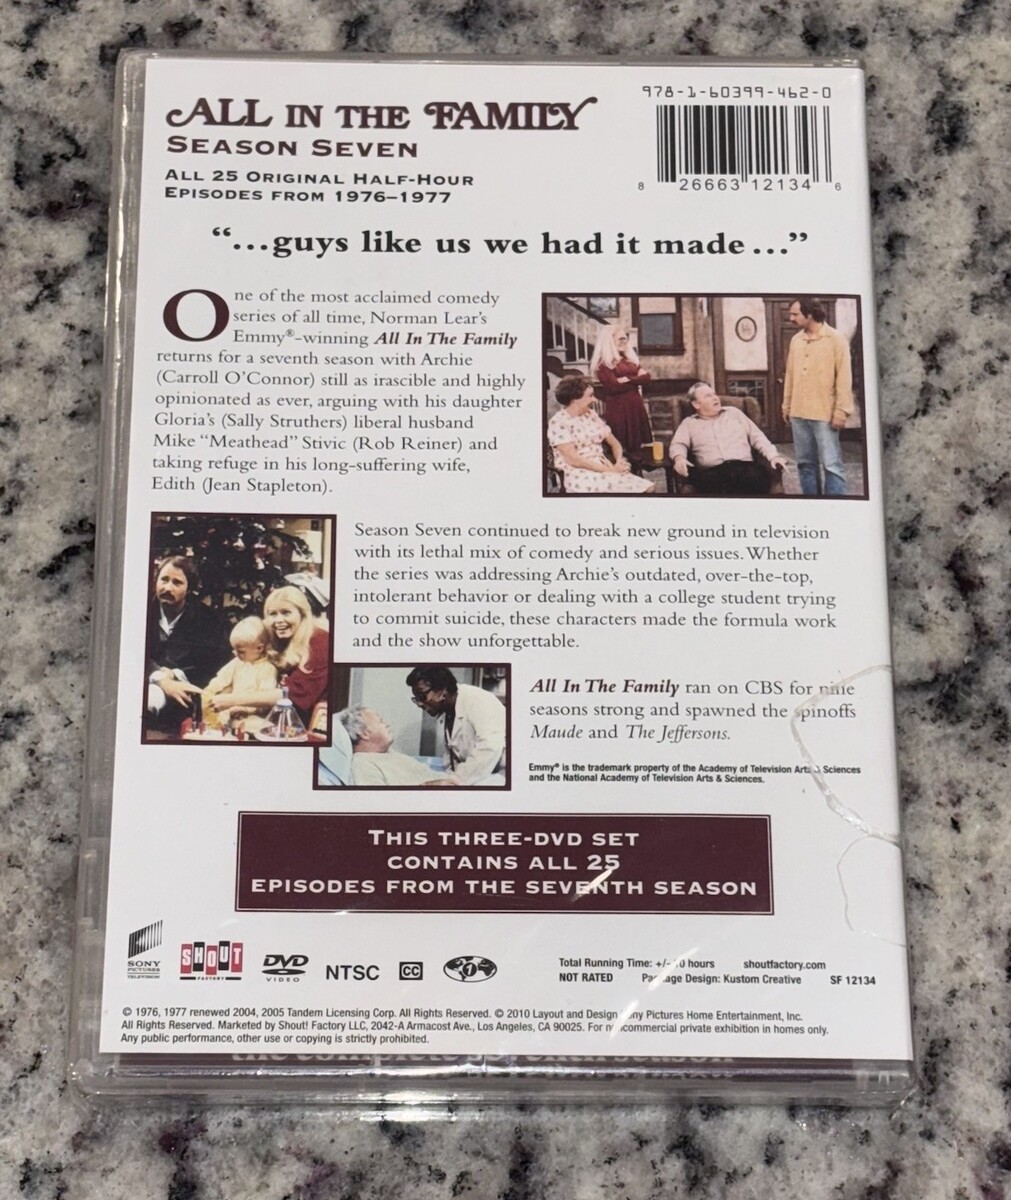 ALL IN THE FAMILY
SEASON SEVEN
ALL 25 ORIGINAL HALF-HOUR
EPISODES FROM 1976–1977
978-1-60399-462-0
8 26663 12134 6
“...guys like us we had it made...”
One of the most acclaimed comedy
series of all time, Norman Lear’s
Emmy®-winning All In The Family
returns for a seventh season with Archie
(Carroll O’Connor) still as irascible and highly
opinionated as ever, arguing with his daughter
Gloria’s (Sally Struthers) liberal husband
Mike “Meathead” Stivic (Rob Reiner) and
taking refuge in his long-suffering wife,
Edith (Jean Stapleton).
Season Seven continued to break new ground in television
with its lethal mix of comedy and serious issues. Whether
the series was addressing Archie’s outdated, over-the-top,
intolerant behavior or dealing with a college student trying
to commit suicide, these characters made the formula work
and the show unforgettable.
All In The Family ran on CBS for nine
seasons strong and spawned the spinoffs
Maude and The Jeffersons.
Emmy® is the trademark property of the Academy of Television Arts & Sciences
and the National Academy of Television Arts & Sciences.
THIS THREE-DVD SET
CONTAINS ALL 25
EPISODES FROM THE SEVENTH SEASON
SONY
PICTURES
TELEVISION
SHOUT
FACTORY
DVD
VIDEO
NTSC
CC
1
Total Running Time: +/- hours shoutfactory.com
NOT RATED Package Design: Kustom Creative SF 12134
© 1976, 1977 renewed 2004, 2005 Tandem Licensing Corp. All Rights Reserved. © 2010 Layout and Design Sony Pictures Home Entertainment, Inc.
All Rights Reserved. Marketed by Shout! Factory LLC, 2042-A Armacost Ave., Los Angeles, CA 90025. For noncommercial private exhibition in homes only.
Any public performance, other use or copying is strictly prohibited.